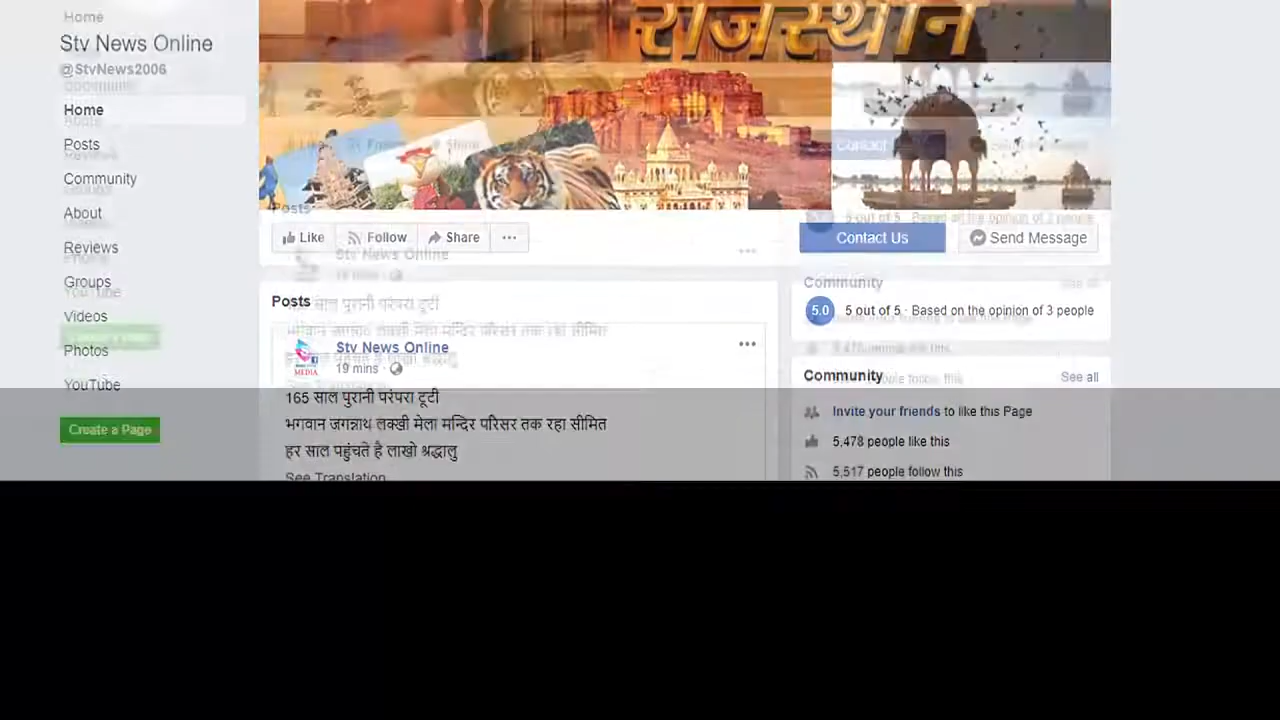 Home
Stv News Online
@StvNews2006
Home
Posts
Community
About
Reviews
Groups
Videos
Photos
YouTube
Create a Page
राजस्थान
Like
Follow
Share
Contact Us
Send Message
Posts
Stv News Online
19 mins
MEDIA
165 साल पुरानी परंपरा टूटी
भगवान जगन्नाथ लक्खी मेला मन्दिर परिसर तक रहा सीमित
हर साल पहुंचते है लाखो श्रद्धालु
See Translation
5.0
5 out of 5 · Based on the opinion of 3 people
Community
See all
Invite your friends to like this Page
5,478 people like this
5,517 people follow this